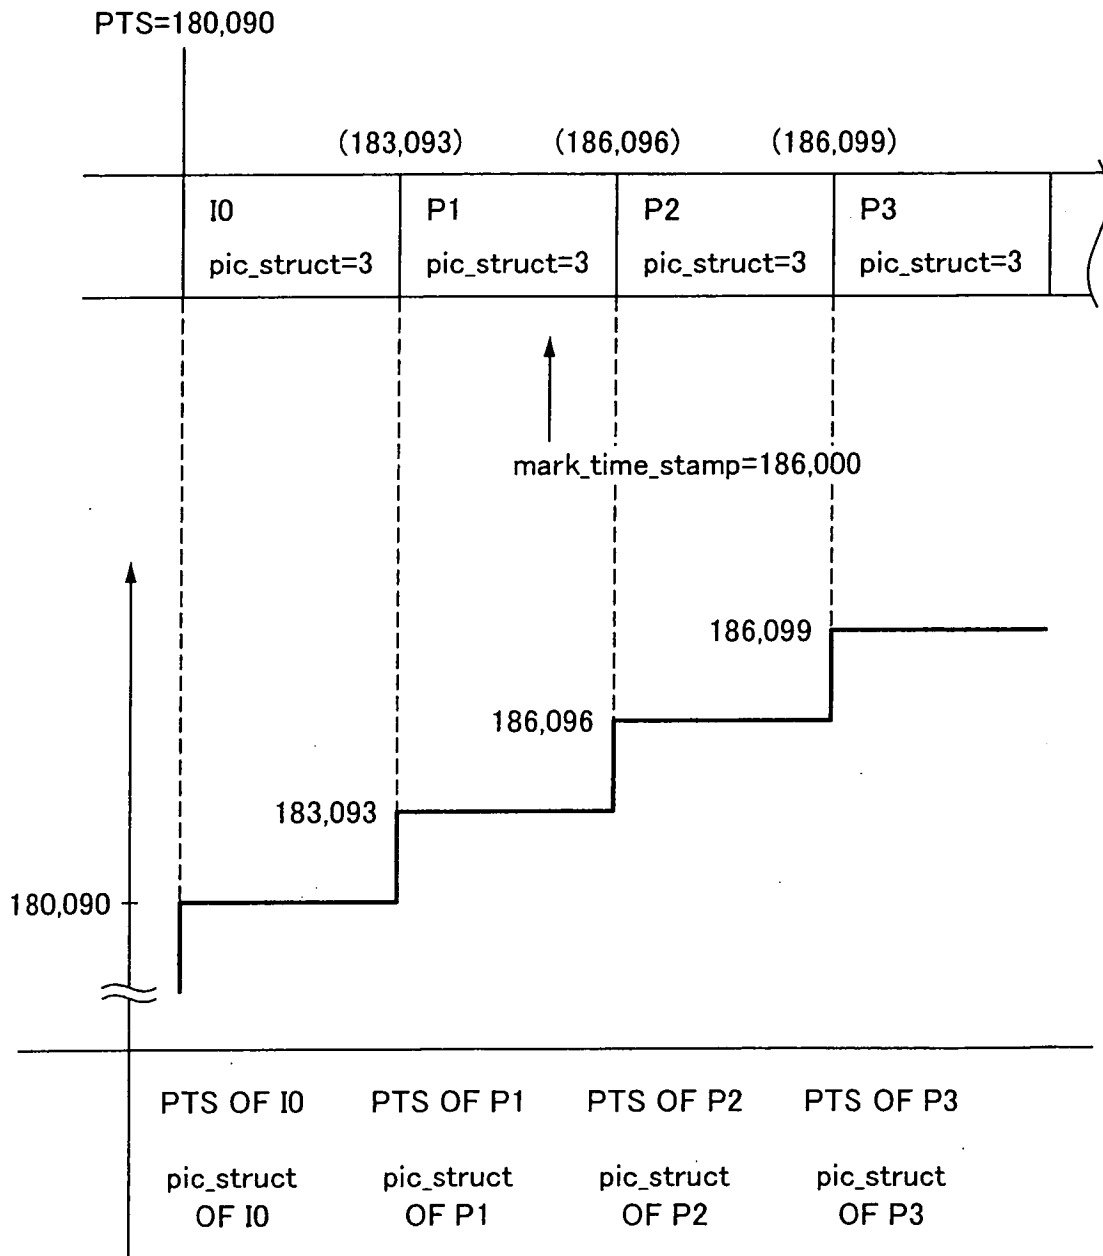 PTS=180,090
(183,093) (186,096) (186,099)
I0 P1 P2 P3
pic_struct=3 pic_struct=3 pic_struct=3 pic_struct=3
mark_time_stamp=186,000
186,099
186,096
183,093
180,090
PTS OF I0 PTS OF P1 PTS OF P2 PTS OF P3
pic_struct pic_struct pic_struct pic_struct
OF I0 OF P1 OF P2 OF P3